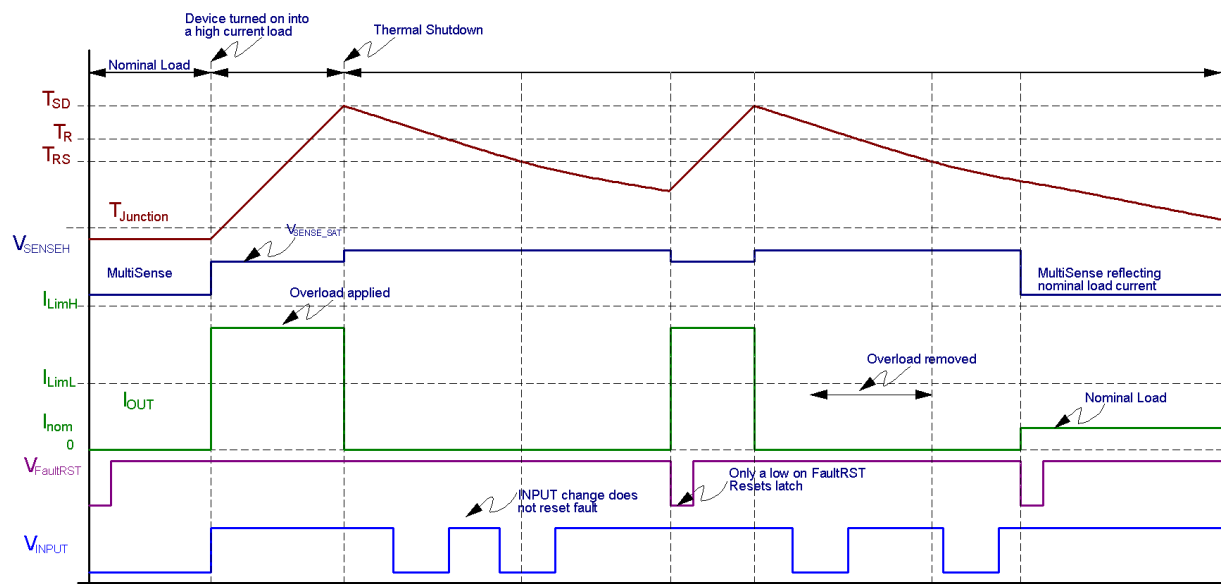 Device turned on into
a high current load
Thermal Shutdown
Nominal Load
TSD
TR
TRS
TJunction
VSENSEH
VSENSE_SAT
MultiSense
MultiSense reflecting
nominal load current
ILimH
Overload applied
Overload removed
ILimL
IOUT
Nominal Load
Inom
0
VFaultRST
Only a low on FaultRST
Resets latch
INPUT change does
not reset fault
VINPUT